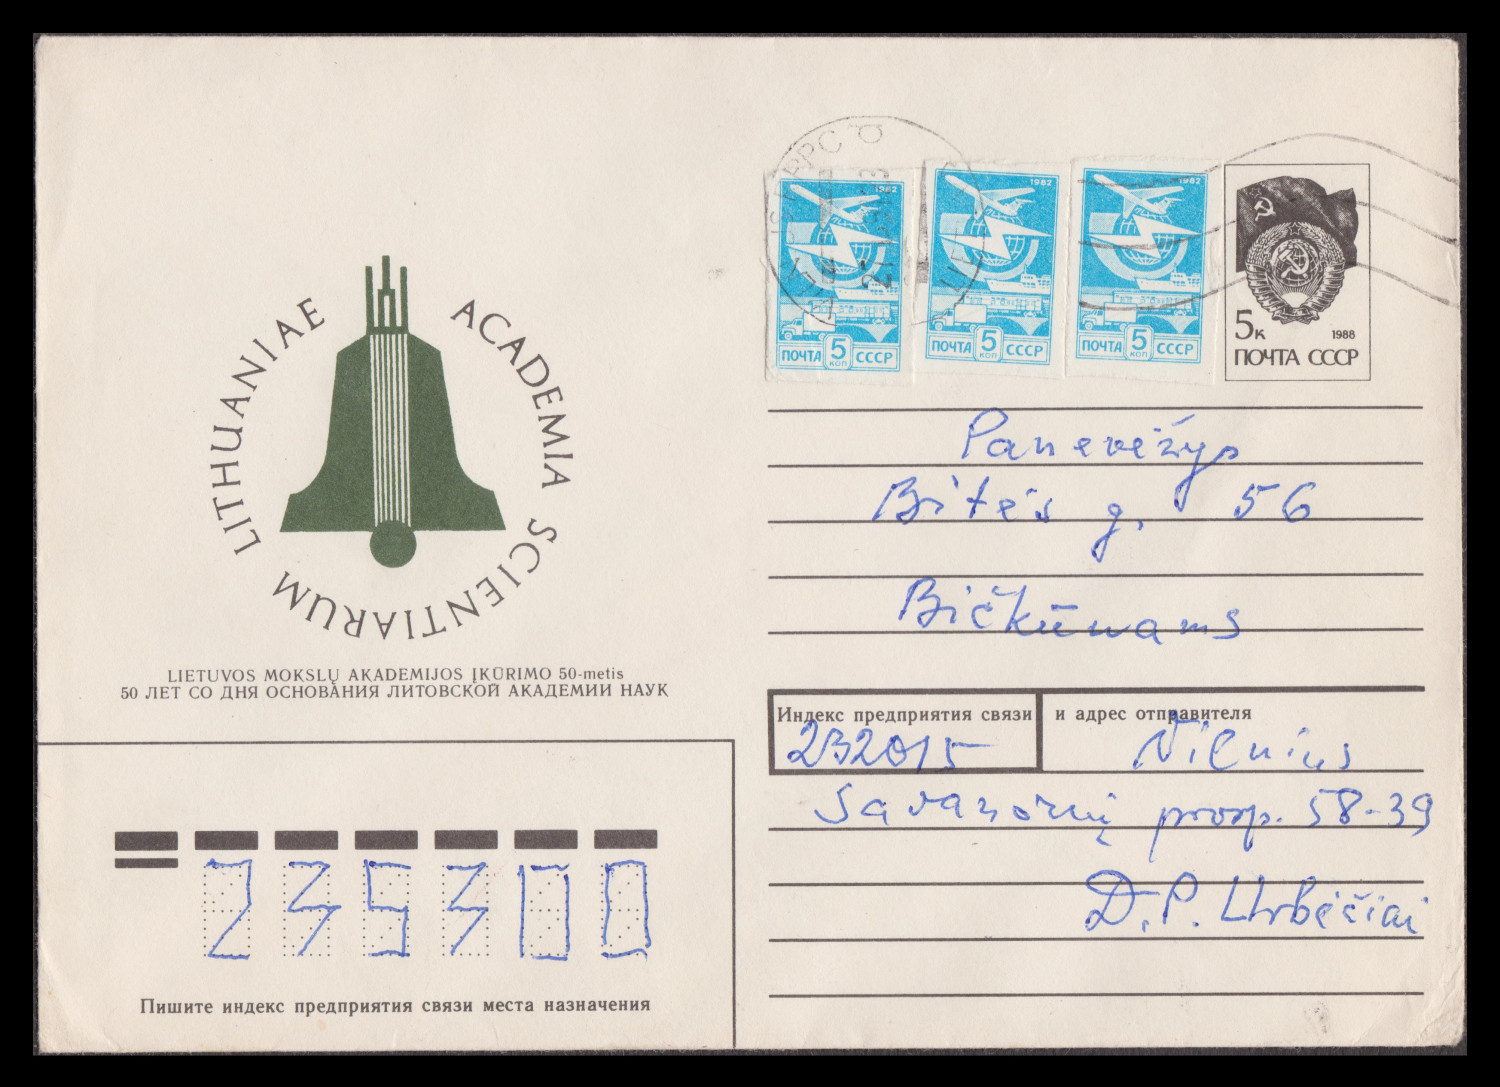 LITHUANIAE ACADEMIA SCIENTIARUM
LIETUVOS MOKSLŲ AKADEMIJOS ĮKŪRIMO 50-metis
50 ЛЕТ СО ДНЯ ОСНОВАНИЯ ЛИТОВСКОЙ АКАДЕМИИ НАУК
1982
ПОЧТА 5 КОП СССР
1982
ПОЧТА 5 КОП СССР
1982
ПОЧТА 5 КОП СССР
5к 1988
ПОЧТА СССР
Panevėžys
Bitės g. 56
Bičkūnams
Индекс предприятия связи и адрес отправителя
232015 Vilnius
Savanorių prosp. 58-39
D. P. Urbėčiai
235300
Пишите индекс предприятия связи места назначения